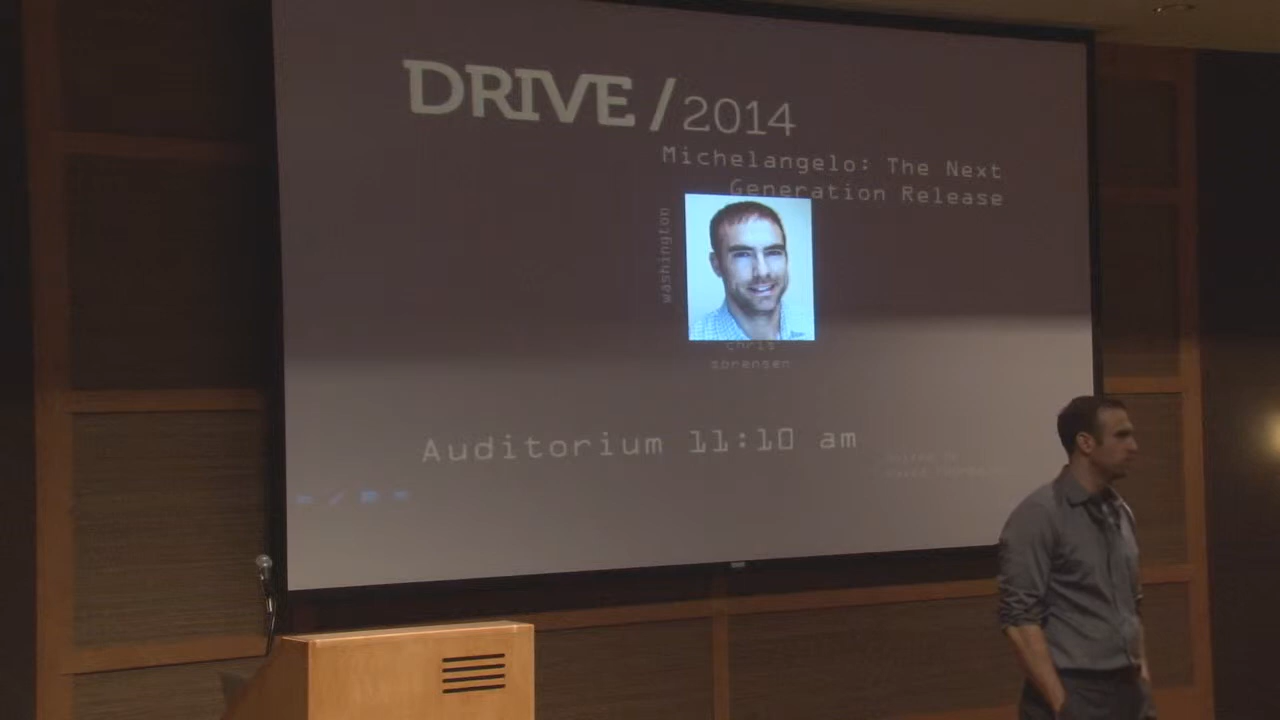 DRIVE / 2014
Michelangelo: The Next
Generation Release
washington
chris
sorensen
Auditorium 11:10 am